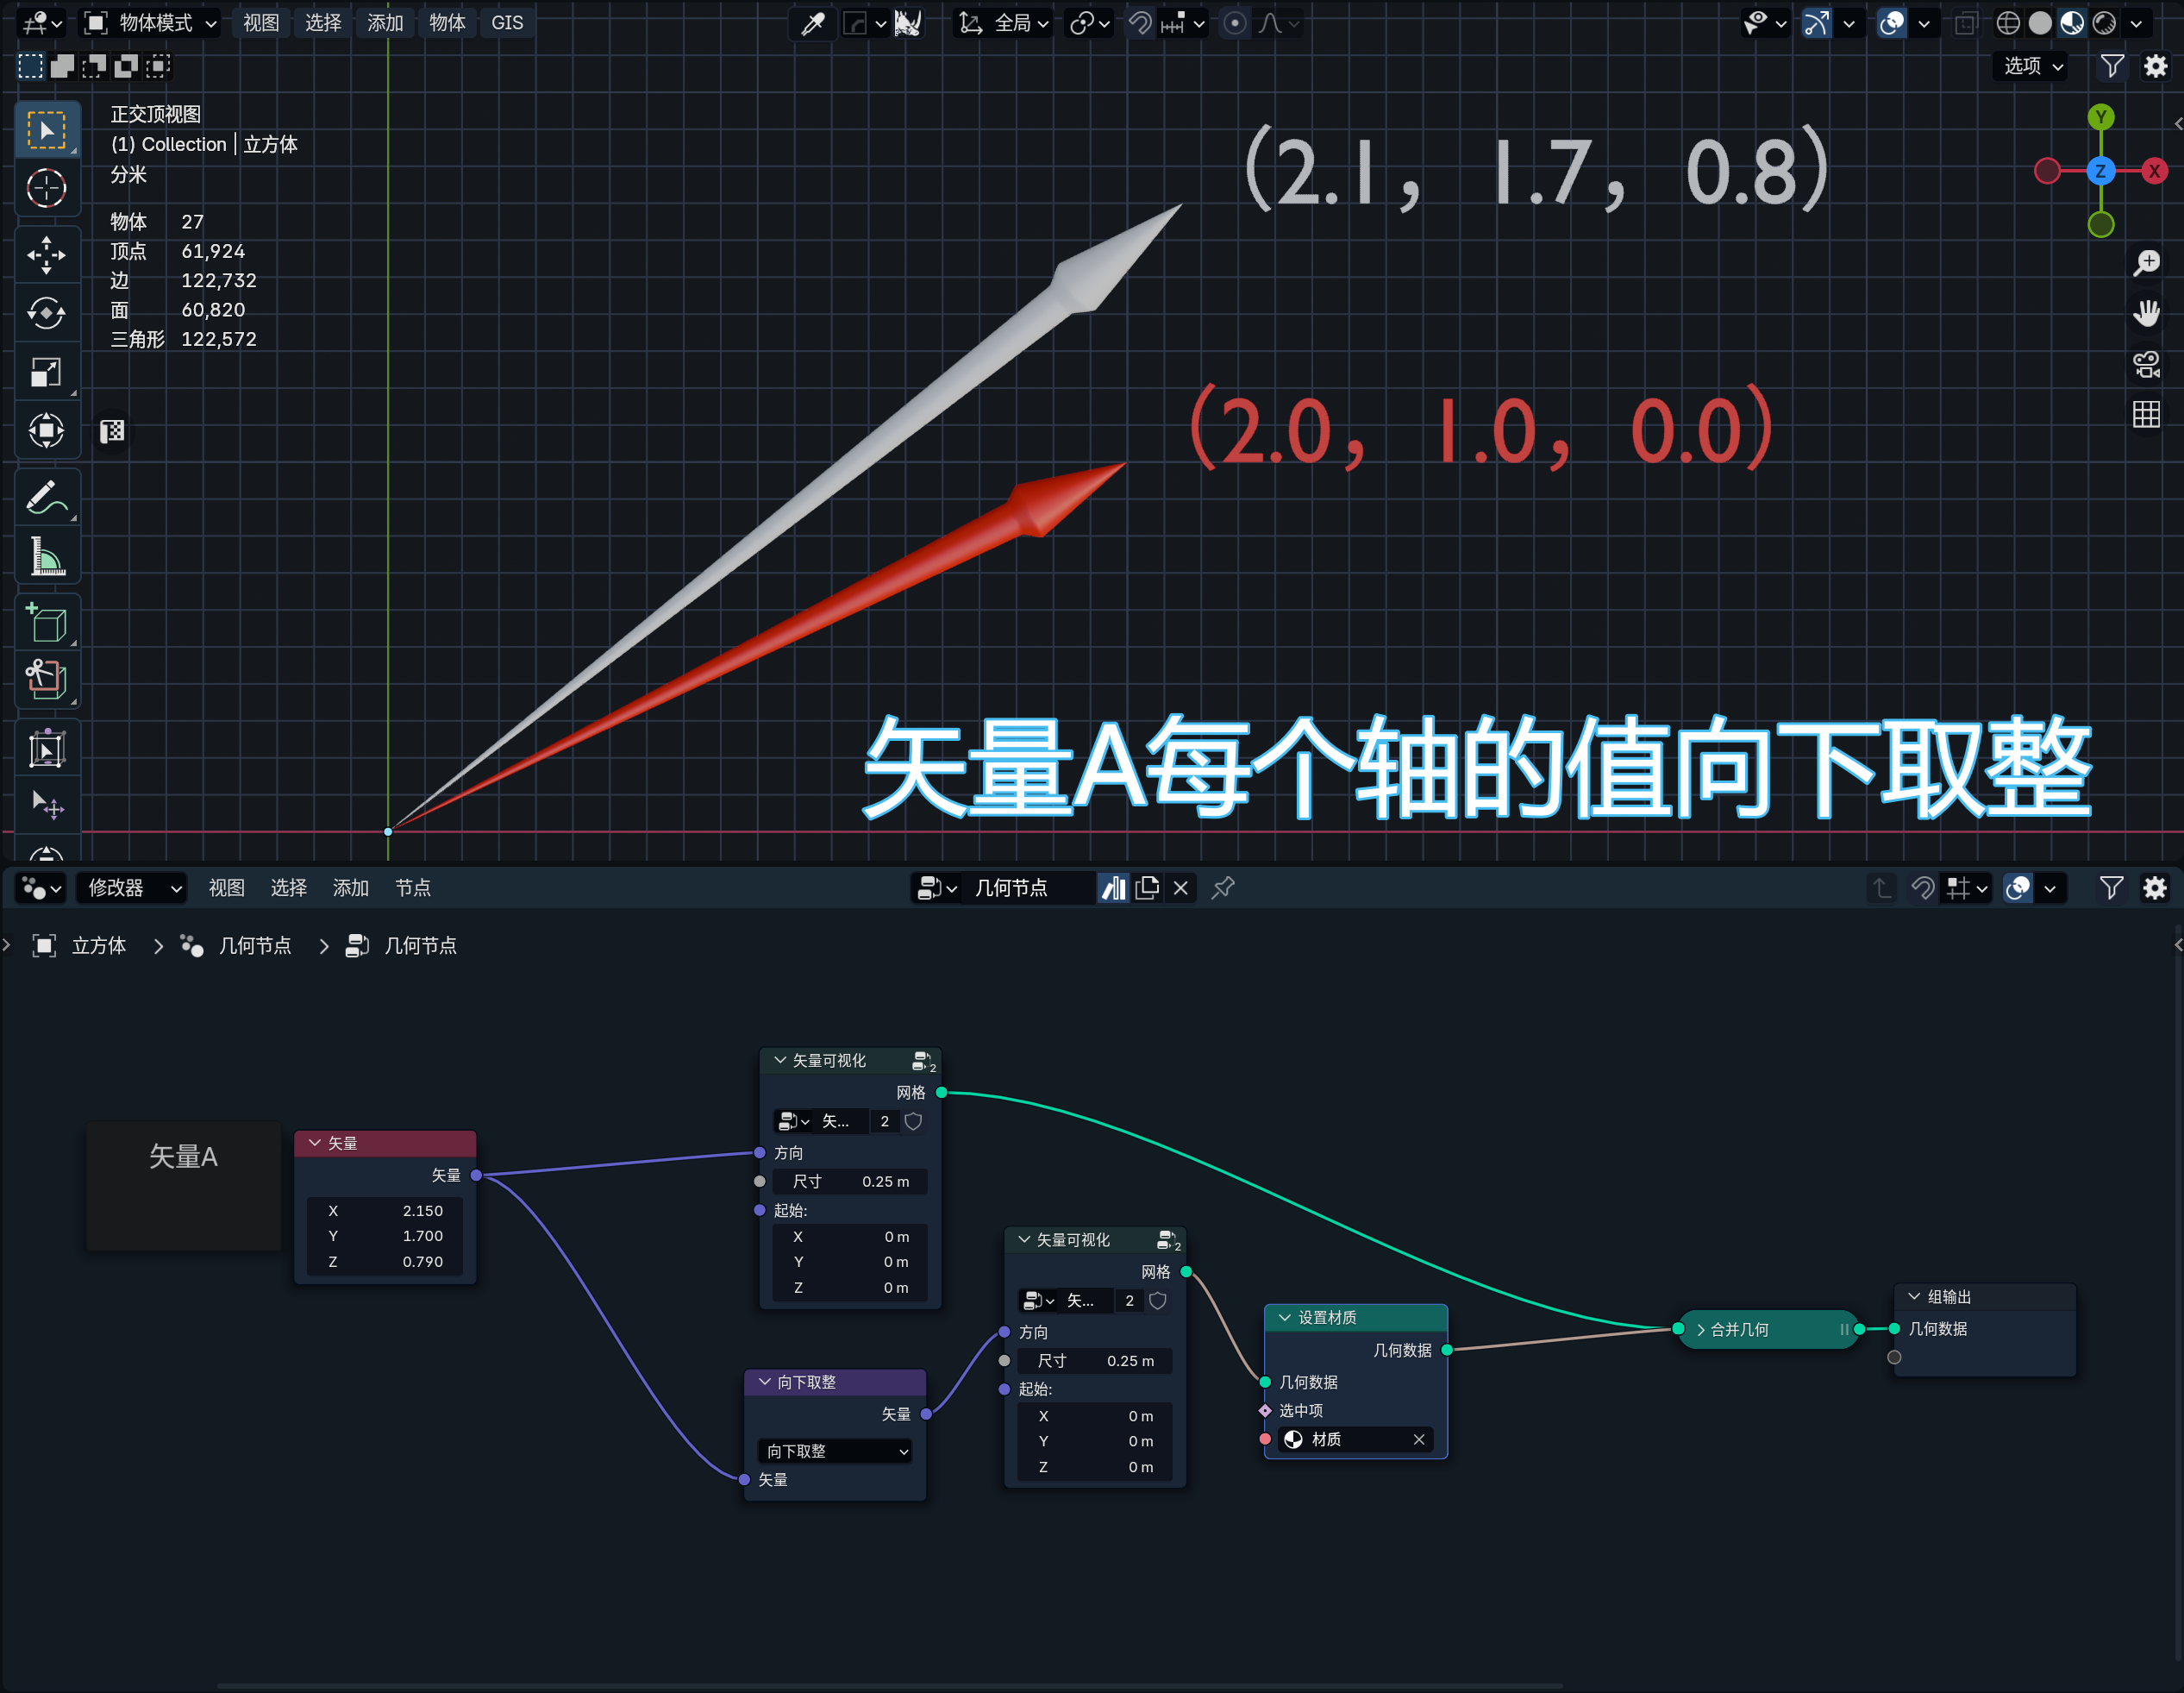 物体模式 视图 选择 添加 物体 GIS 全局
选项
正交顶视图
(1) Collection | 立方体
分米
物体 27
顶点 61,924
边 122,732
面 60,820
三角形 122,572
Y
Z
X
(2.1, 1.7, 0.8)
(2.0, 1.0, 0.0)
矢量A每个轴的值向下取整
修改器 视图 选择 添加 节点 几何节点
立方体 > 几何节点 > 几何节点
矢量A
矢量
矢量
X 2.150
Y 1.700
Z 0.790
矢量可视化 2
网格
矢... 2
方向
尺寸 0.25 m
起始:
X 0 m
Y 0 m
Z 0 m
向下取整
矢量
向下取整
矢量
矢量可视化 2
网格
矢... 2
方向
尺寸 0.25 m
起始:
X 0 m
Y 0 m
Z 0 m
设置材质
几何数据
几何数据
选中项
材质
合并几何
组输出
几何数据